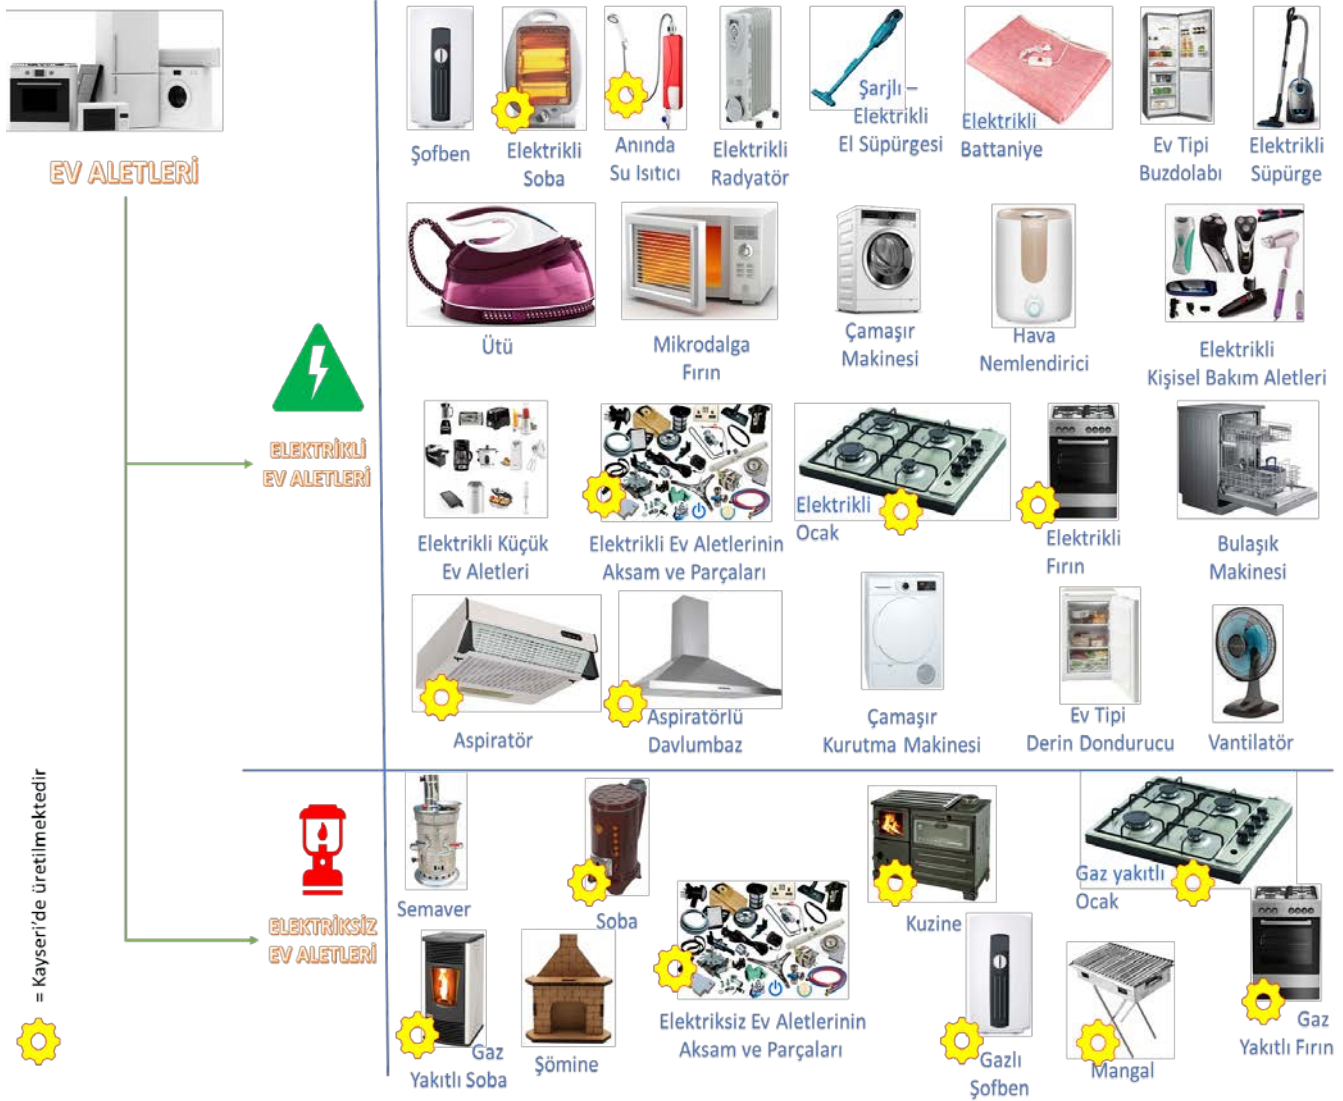 EV ALETLERİ
Şofben
Elektrikli
Soba
Anında
Su Isıtıcı
Elektrikli
Radyatör
Şarjlı –
Elektrikli
El Süpürgesi
Elektrikli
Battaniye
Ev Tipi
Buzdolabı
Elektrikli
Süpürge
Ütü
Mikrodalga
Fırın
Çamaşır
Makinesi
Hava
Nemlendirici
Elektrikli
Kişisel Bakım Aletleri
ELEKTRİKLİ
EV ALETLERİ
Elektrikli Küçük
Ev Aletleri
Elektrikli Ev Aletlerinin
Aksam ve Parçaları
Elektrikli
Ocak
Elektrikli
Fırın
Bulaşık
Makinesi
Aspiratör
Aspiratörlü
Davlumbaz
Çamaşır
Kurutma Makinesi
Ev Tipi
Derin Dondurucu
Vantilatör
ELEKTRİKSİZ
EV ALETLERİ
Semaver
Soba
Kuzine
Gaz yakıtlı
Ocak
Gaz
Yakıtlı Soba
Şömine
Elektriksiz Ev Aletlerinin
Aksam ve Parçaları
Gazlı
Şofben
Mangal
Gaz
Yakıtlı Fırın
= Kayseri'de üretilmektedir